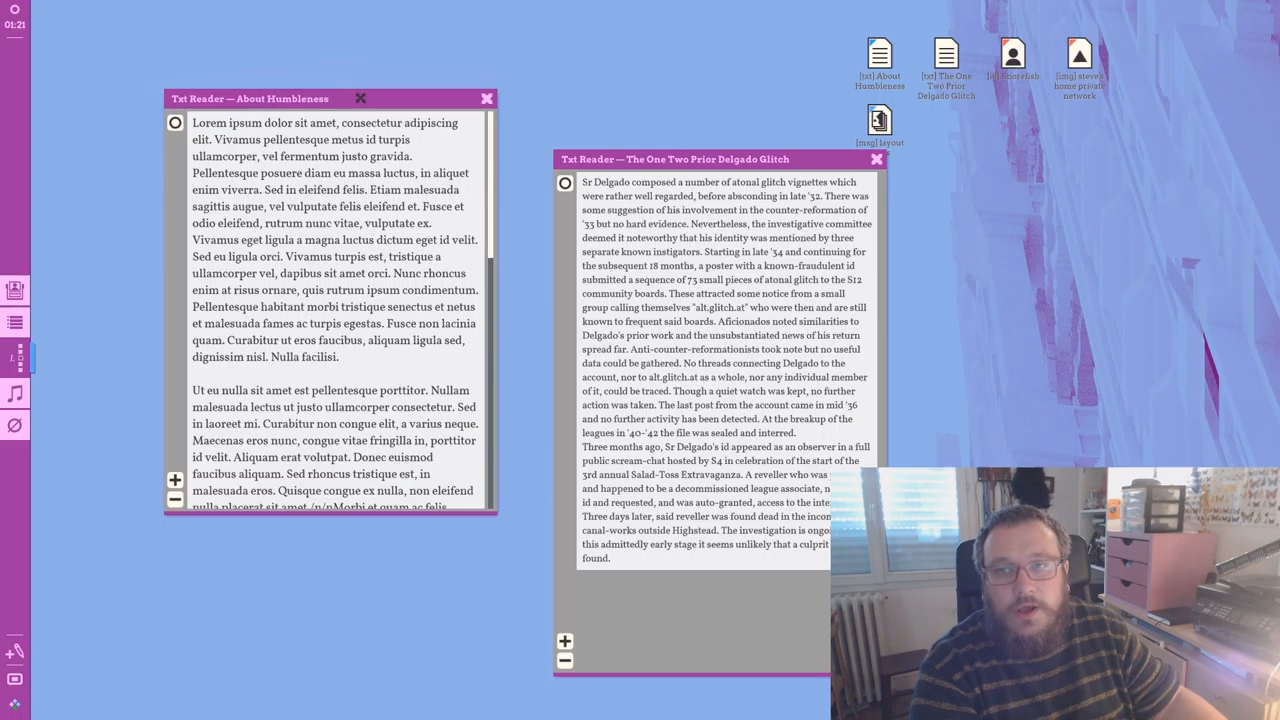 01:21
[txt] About
Humbleness
[txt] The One
Two Prior
Delgado Glitch
[img] steve's
home private
network
[msg] layout
Txt Reader — About Humbleness
Lorem ipsum dolor sit amet, consectetur adipiscing
elit. Vivamus pellentesque metus id turpis
ullamcorper, vel fermentum justo gravida.
Pellentesque posuere diam eu massa luctus, in aliquet
enim viverra. Sed in eleifend felis. Etiam malesuada
sagittis augue, vel vulputate felis eleifend et. Fusce et
odio eleifend, rutrum nunc vitae, vulputate ex.
Vivamus eget ligula a magna luctus dictum eget id velit.
Sed eu ligula orci. Vivamus turpis est, tristique a
ullamcorper vel, dapibus sit amet orci. Nunc rhoncus
enim at risus ornare, quis rutrum ipsum condimentum.
Pellentesque habitant morbi tristique senectus et netus
et malesuada fames ac turpis egestas. Fusce non lacinia
quam. Curabitur ut eros faucibus, aliquam ligula sed,
dignissim nisl. Nulla facilisi.
Ut eu nulla sit amet est pellentesque porttitor. Nullam
malesuada lectus ut justo ullamcorper consectetur. Sed
in laoreet mi. Curabitur non congue elit, a varius neque.
Maecenas eros nunc, congue vitae fringilla in, porttitor
id velit. Aliquam erat volutpat. Donec euismod
faucibus aliquam. Sed rhoncus tristique est, in
malesuada eros. Quisque congue ex nulla, non eleifend
nulla placerat sit amet./n/nMorbi et quam ac felis
Txt Reader — The One Two Prior Delgado Glitch
Sr Delgado composed a number of atonal glitch vignettes which
were rather well regarded, before absconding in late '32. There was
some suggestion of his involvement in the counter-reformation of
'33 but no hard evidence. Nevertheless, the investigative committee
deemed it noteworthy that his identity was mentioned by three
separate known instigators. Starting in late '34 and continuing for
the subsequent 18 months, a poster with a known-fraudulent id
submitted a sequence of 73 small pieces of atonal glitch to the S12
community boards. These attracted some notice from a small
group calling themselves "alt.glitch.at" who were then and are still
known to frequent said boards. Aficionados noted similarities to
Delgado's prior work and the unsubstantiated news of his return
spread far. Anti-counter-reformationists took note but no useful
data could be gathered. No threads connecting Delgado to the
account, nor to alt.glitch.at as a whole, nor any individual member
of it, could be traced. Though a quiet watch was kept, no further
action was taken. The last post from the account came in mid '36
and no further activity has been detected. At the breakup of the
leagues in '40-'42 the file was sealed and interred.
Three months ago, Sr Delgado's id appeared as an observer in a full
public scream-chat hosted by S4 in celebration of the start of the
3rd annual Salad-Toss Extravaganza. A reveller who was
and happened to be a decommissioned league associate, n
id and requested, and was auto-granted, access to the inte
Three days later, said reveller was found dead in the incon
canal-works outside Highstead. The investigation is ongoi
this admittedly early stage it seems unlikely that a culprit
found.